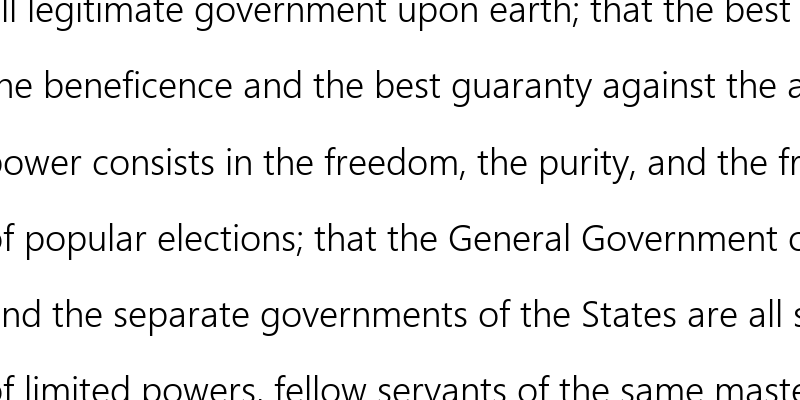 ll legitimate government upon earth; that the best
he beneficence and the best guaranty against the a
power consists in the freedom, the purity, and the fr
of popular elections; that the General Government o
nd the separate governments of the States are all s
of limited powers, fellow servants of the same maste